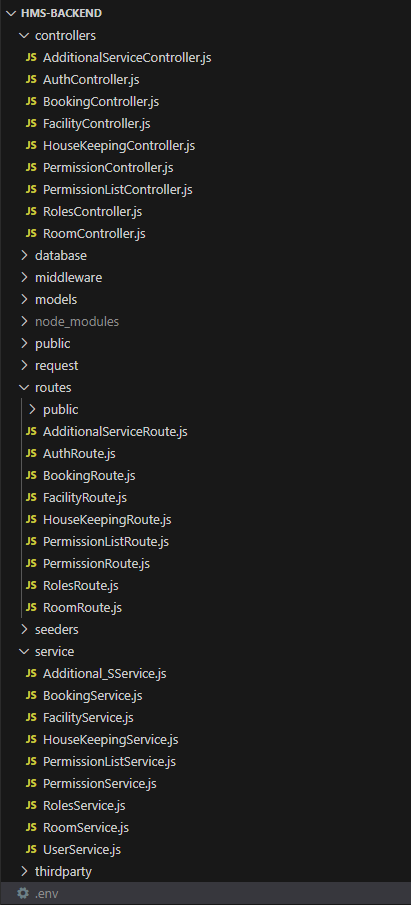 HMS-BACKEND
controllers
JS AdditionalServiceController.js
JS AuthController.js
JS BookingController.js
JS FacilityController.js
JS HouseKeepingController.js
JS PermissionController.js
JS PermissionListController.js
JS RolesController.js
JS RoomController.js
database
middleware
models
node_modules
public
request
routes
public
JS AdditionalServiceRoute.js
JS AuthRoute.js
JS BookingRoute.js
JS FacilityRoute.js
JS HouseKeepingRoute.js
JS PermissionListRoute.js
JS PermissionRoute.js
JS RolesRoute.js
JS RoomRoute.js
seeders
service
JS Additional_SService.js
JS BookingService.js
JS FacilityService.js
JS HouseKeepingService.js
JS PermissionListService.js
JS PermissionService.js
JS RolesService.js
JS RoomService.js
JS UserService.js
thirdparty
.env